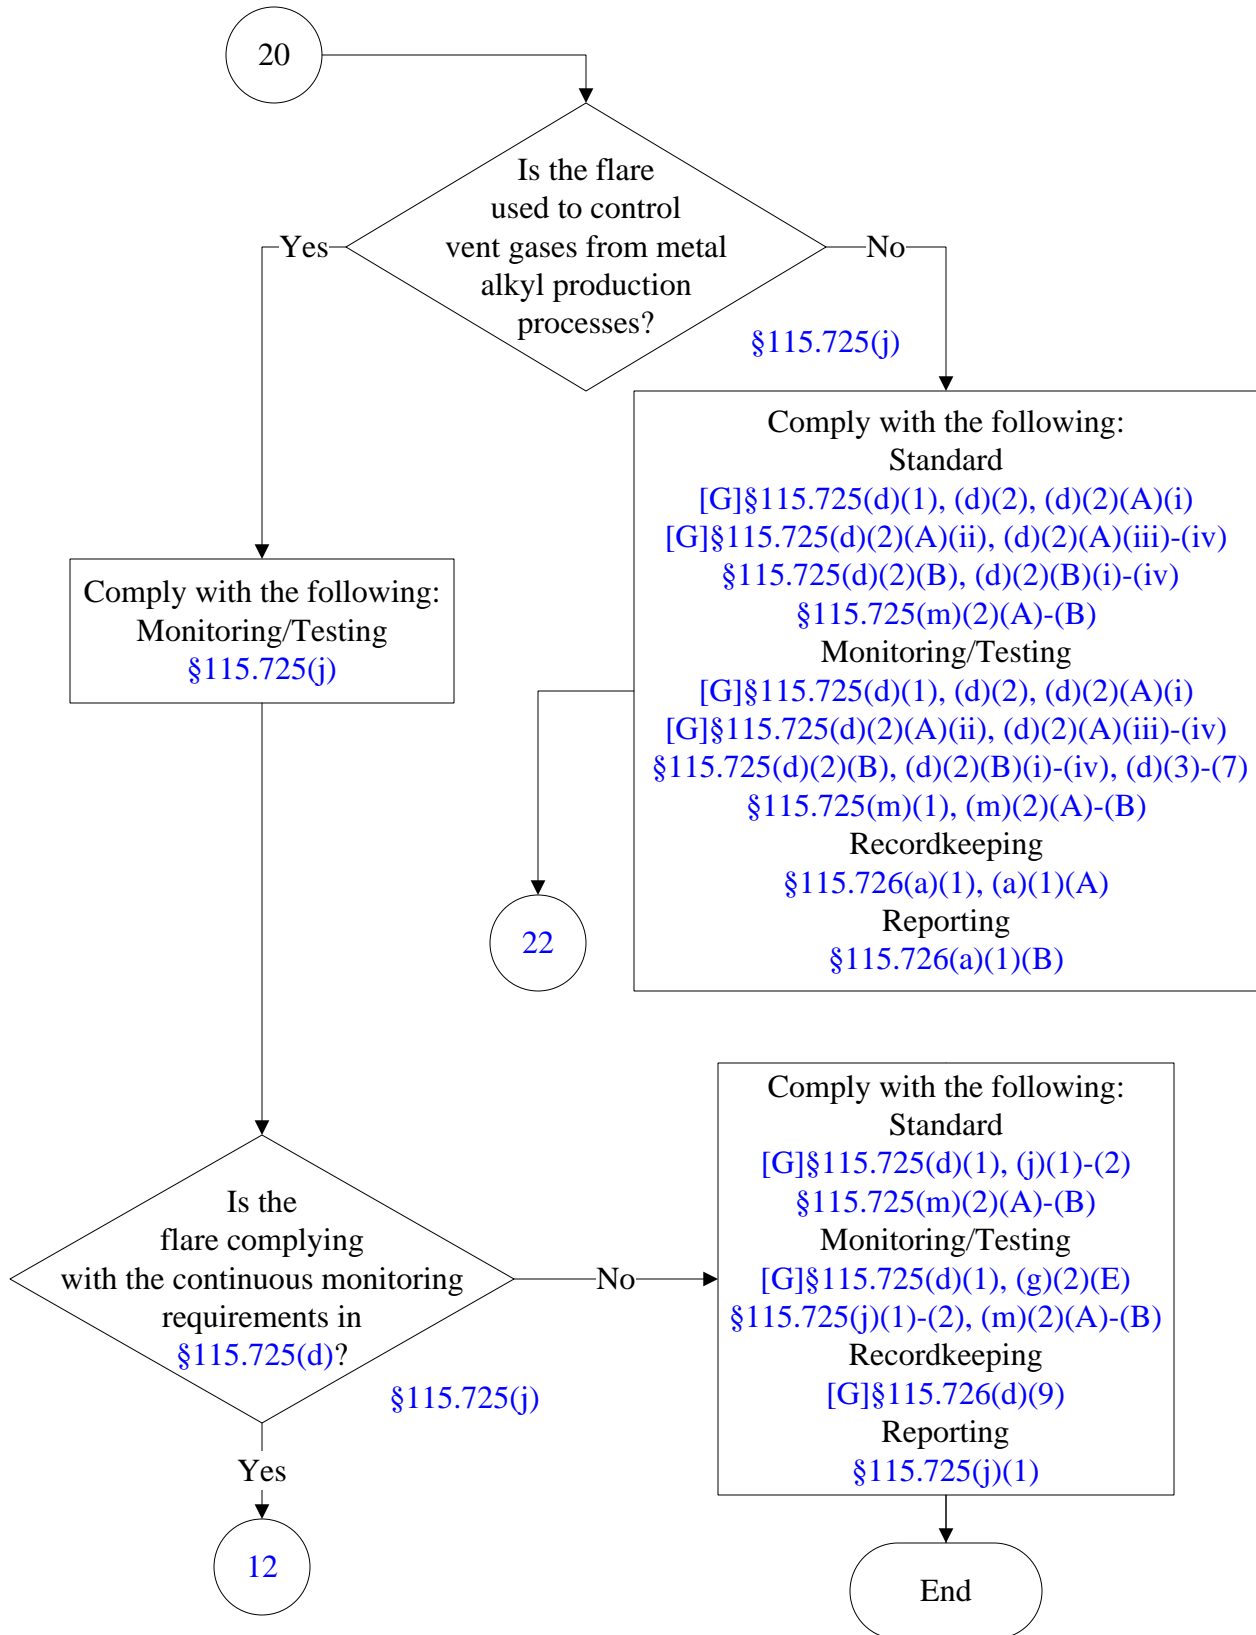 20
Is the flare
used to control
vent gases from metal
alkyl production
processes?
Yes
No
§115.725(j)
Comply with the following:
Standard
[G]§115.725(d)(1), (d)(2), (d)(2)(A)(i)
[G]§115.725(d)(2)(A)(ii), (d)(2)(A)(iii)-(iv)
§115.725(d)(2)(B), (d)(2)(B)(i)-(iv)
§115.725(m)(2)(A)-(B)
Monitoring/Testing
[G]§115.725(d)(1), (d)(2), (d)(2)(A)(i)
[G]§115.725(d)(2)(A)(ii), (d)(2)(A)(iii)-(iv)
§115.725(d)(2)(B), (d)(2)(B)(i)-(iv), (d)(3)-(7)
§115.725(m)(1), (m)(2)(A)-(B)
Recordkeeping
§115.726(a)(1), (a)(1)(A)
Reporting
§115.726(a)(1)(B)
Comply with the following:
Monitoring/Testing
§115.725(j)
22
Is the
flare complying
with the continuous monitoring
requirements in
§115.725(d)?
No
§115.725(j)
Yes
12
Comply with the following:
Standard
[G]§115.725(d)(1), (j)(1)-(2)
§115.725(m)(2)(A)-(B)
Monitoring/Testing
[G]§115.725(d)(1), (g)(2)(E)
§115.725(j)(1)-(2), (m)(2)(A)-(B)
Recordkeeping
[G]§115.726(d)(9)
Reporting
§115.725(j)(1)
End